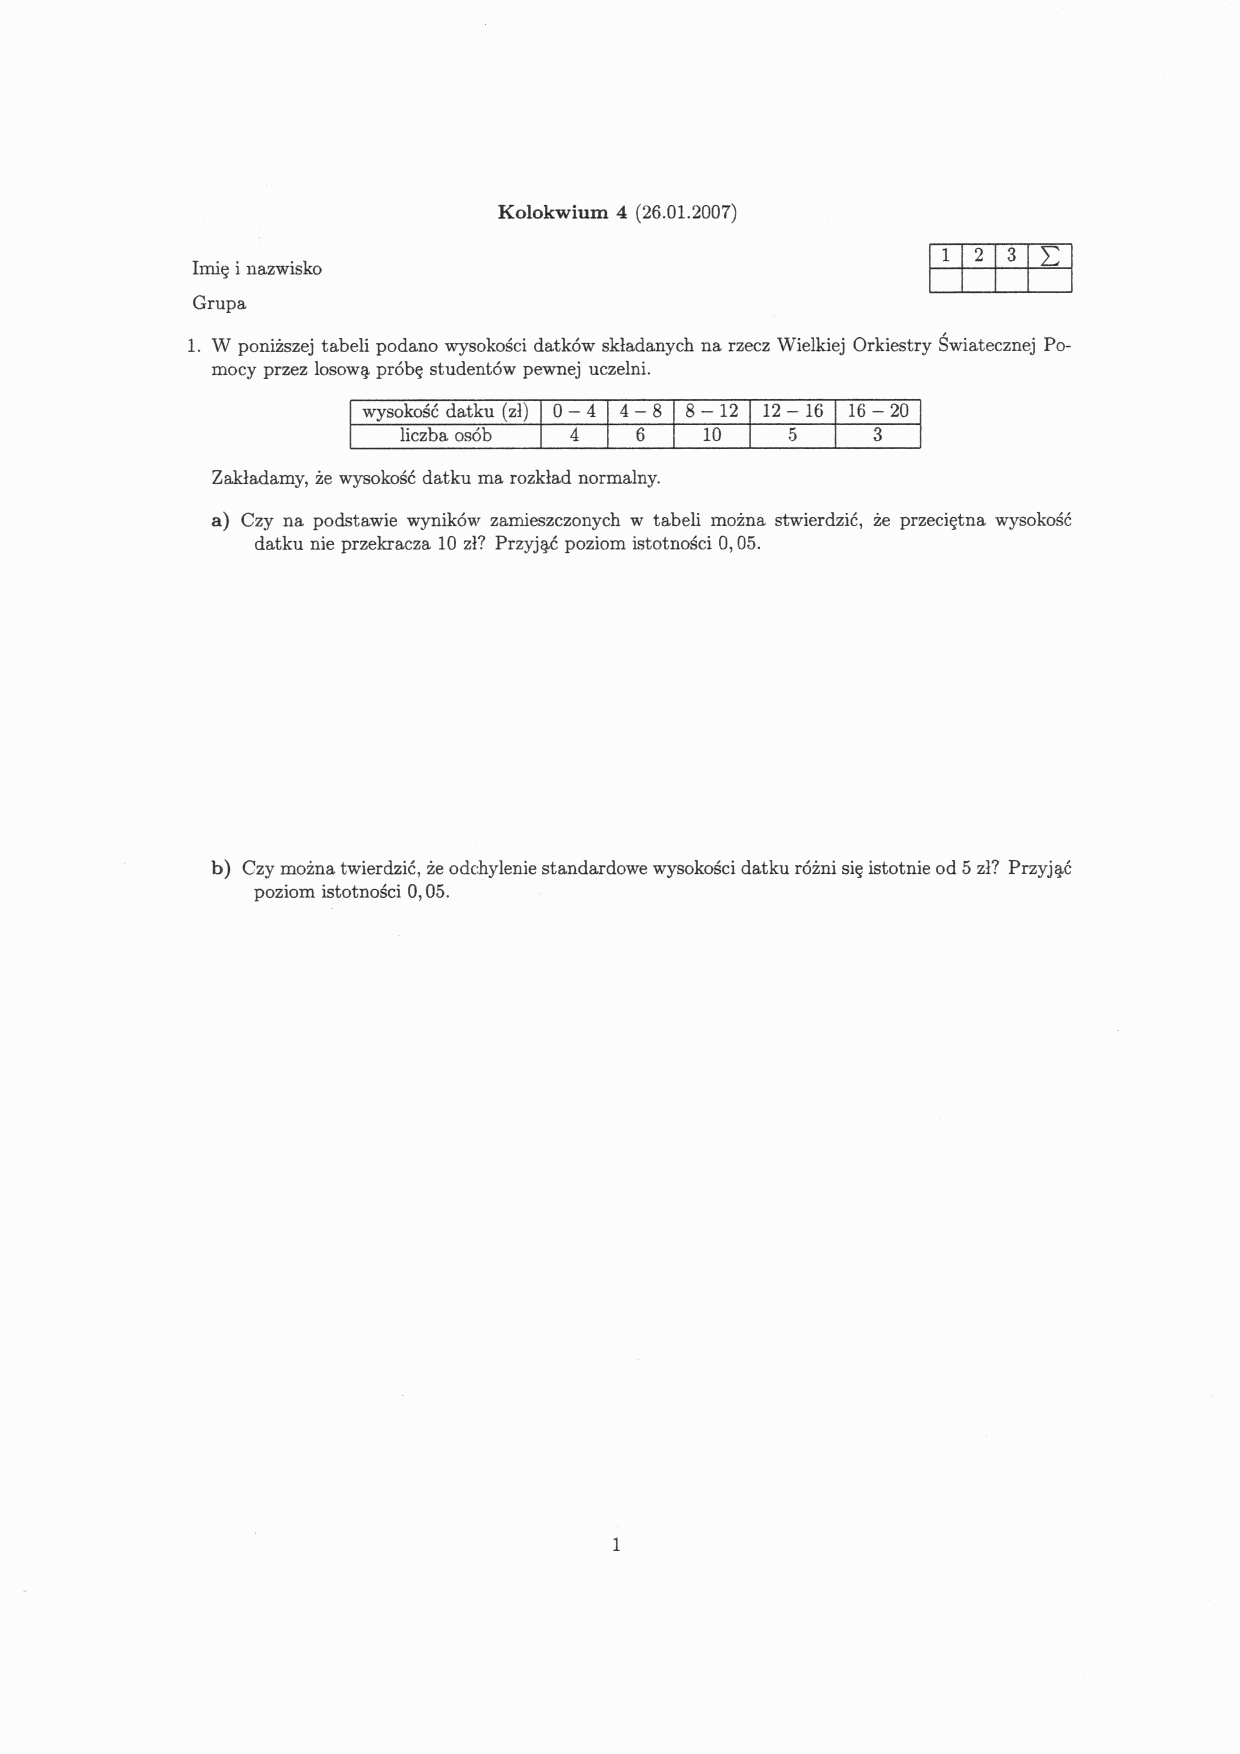 Kolokwium 4 (26.01.2007)
1 2 3 ∑
Imię i nazwisko
Grupa
1. W poniższej tabeli podano wysokości datków składanych na rzecz Wielkiej Orkiestry Światecznej Po-
mocy przez losową próbę studentów pewnej uczelni.
wysokość datku (zł) 0 – 4 4 – 8 8 – 12 12 – 16 16 – 20
liczba osób 4 6 10 5 3
Zakładamy, że wysokość datku ma rozkład normalny.
a) Czy na podstawie wyników zamieszczonych w tabeli można stwierdzić, że przeciętna wysokość
datku nie przekracza 10 zł? Przyjąć poziom istotności 0,05.
b) Czy można twierdzić, że odchylenie standardowe wysokości datku różni się istotnie od 5 zł? Przyjąć
poziom istotności 0,05.
1